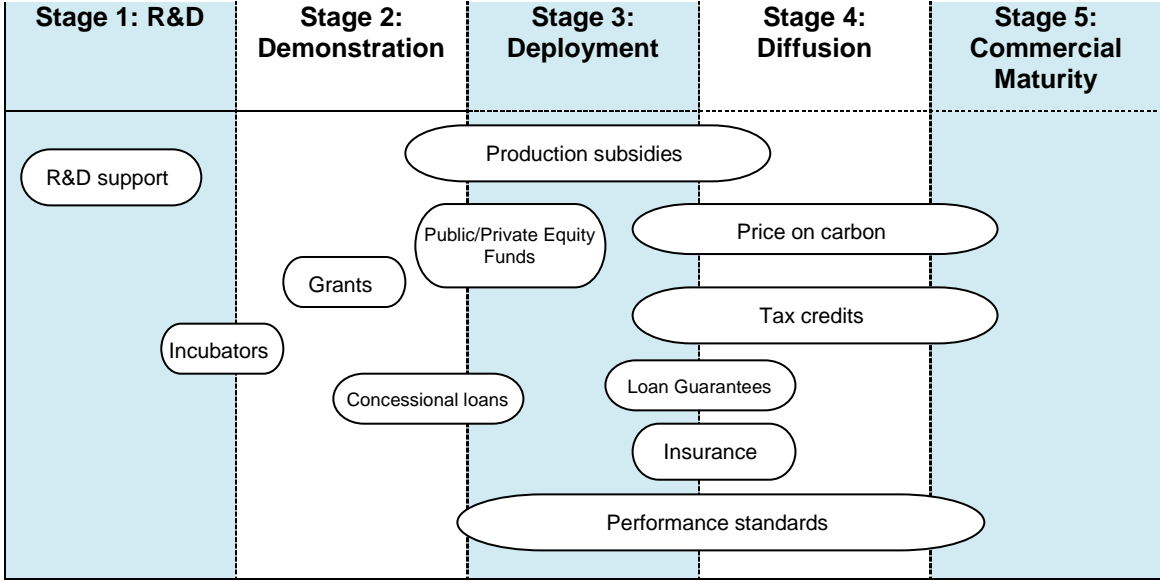 Stage 1: R&D
Stage 2:
Demonstration
Stage 3:
Deployment
Stage 4:
Diffusion
Stage 5:
Commercial
Maturity
Production subsidies
R&D support
Public/Private Equity
Funds
Price on carbon
Grants
Tax credits
Incubators
Loan Guarantees
Concessional loans
Insurance
Performance standards